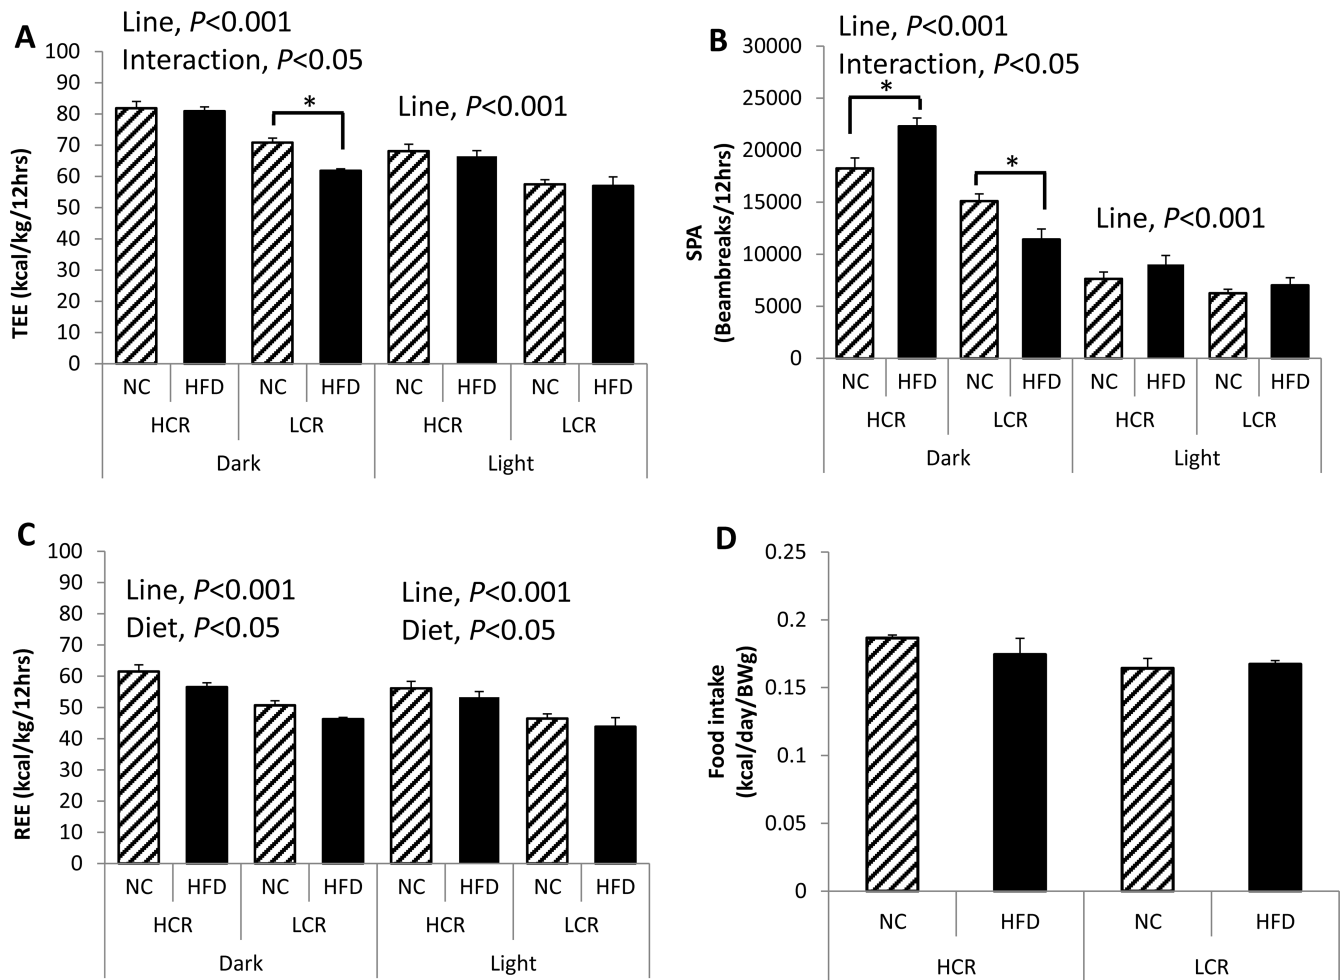 A
Line, P<0.001
Interaction, P<0.05
Line, P<0.001
*
TEE (kcal/kg/12hrs)
100
90
80
70
60
50
40
30
20
10
0
NC HFD NC HFD NC HFD NC HFD
HCR LCR HCR LCR
Dark Light
B
Line, P<0.001
Interaction, P<0.05
*
*
Line, P<0.001
SPA
(Beambreaks/12hrs)
30000
25000
20000
15000
10000
5000
0
NC HFD NC HFD NC HFD NC HFD
HCR LCR HCR LCR
Dark Light
C
Line, P<0.001
Diet, P<0.05
Line, P<0.001
Diet, P<0.05
REE (kcal/kg/12hrs)
100
90
80
70
60
50
40
30
20
10
0
NC HFD NC HFD NC HFD NC HFD
HCR LCR HCR LCR
Dark Light
D
Food intake
(kcal/day/BWg)
0.25
0.2
0.15
0.1
0.05
0
NC HFD NC HFD
HCR LCR